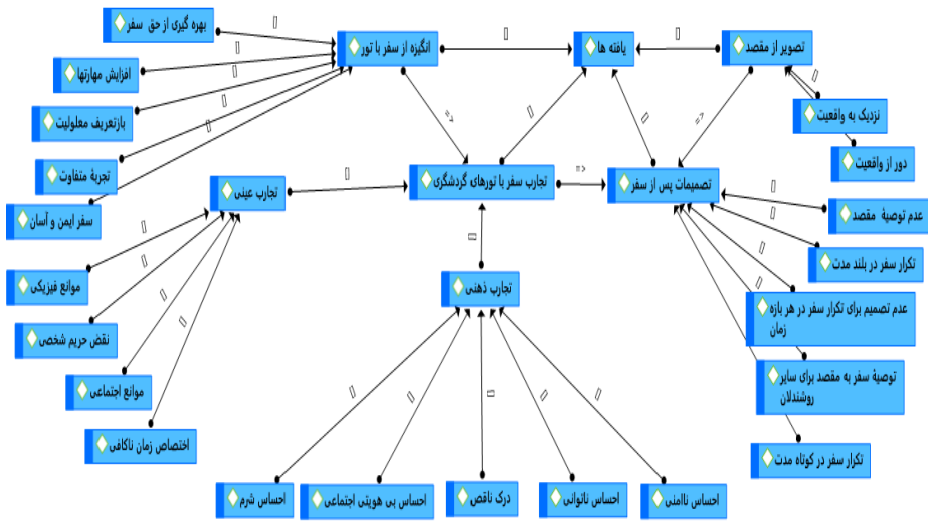 بهره گیری از حق سفر
انگیزه از سفر با تور
یافته ها
تصویر از مقصد
افزایش مهارتها
بازتعریف معلولیت
نزدیک به واقعیت
دور از واقعیت
تجربۀ متفاوت
تجارب عینی
تجارب سفر با تورهای گردشگری
تصمیمات پس از سفر
سفر ایمن و آسان
عدم توصیۀ مقصد
تکرار سفر در بلند مدت
موانع فیزیکی
تجارب ذهنی
عدم تصمیم برای تکرار سفر در هر بازه
زمان
نقض حریم شخصی
توصیۀ سفر به مقصد برای سایر
روشندلان
موانع اجتماعی
اختصاص زمان ناکافی
تکرار سفر در کوتاه مدت
احساس شرم
احساس بی هویتی اجتماعی
درک ناقص
احساس ناتوانی
احساس ناامنی
=>
=>
=>